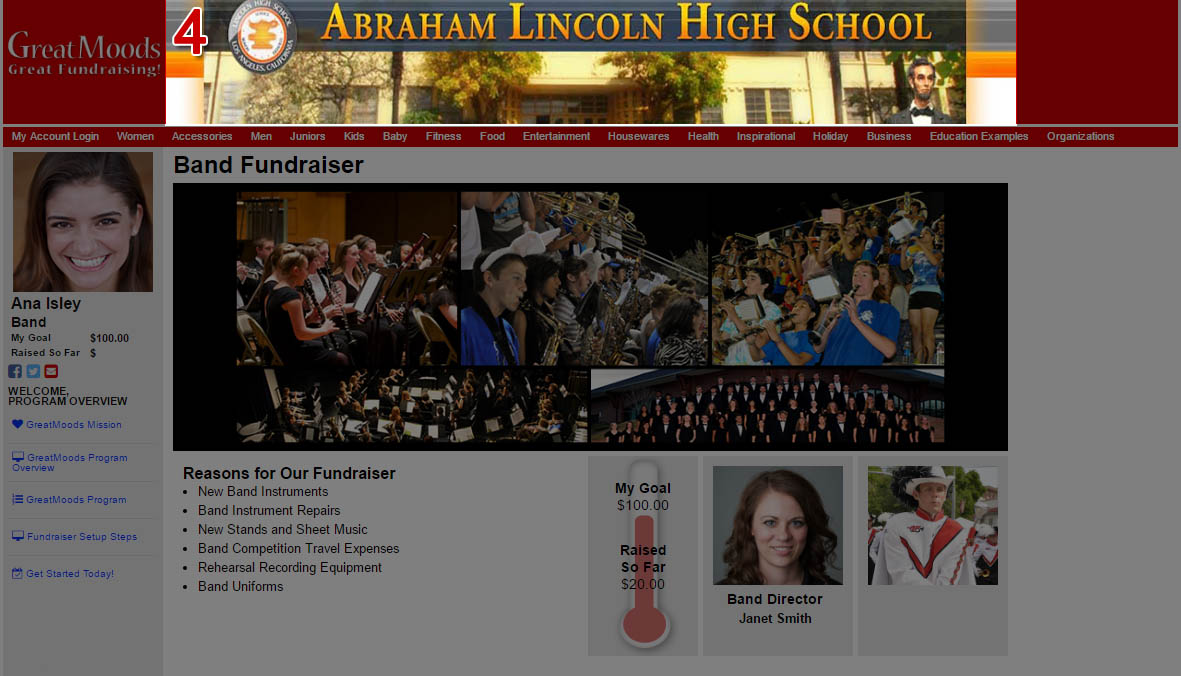 GreatMoods
Great Fundraising!
4
LINCOLN HIGH SCHOOL
LOS ANGELES, CALIFORNIA
ABRAHAM LINCOLN HIGH SCHOOL
My Account Login Women Accessories Men Juniors Kids Baby Fitness Food Entertainment Housewares Health Inspirational Holiday Business Education Examples Organizations
Ana Isley
Band
My Goal $100.00
Raised So Far $
WELCOME,
PROGRAM OVERVIEW
GreatMoods Mission
GreatMoods Program
Overview
GreatMoods Program
Fundraiser Setup Steps
Get Started Today!
Band Fundraiser
Reasons for Our Fundraiser
• New Band Instruments
• Band Instrument Repairs
• New Stands and Sheet Music
• Band Competition Travel Expenses
• Rehearsal Recording Equipment
• Band Uniforms
My Goal
$100.00
Raised
So Far
$20.00
Band Director
Janet Smith